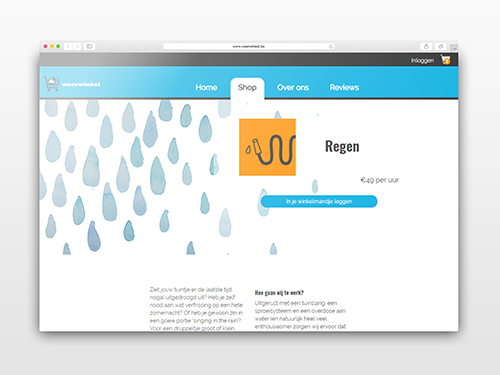 www.weerwinkel.be
Inloggen
weerwinkel
Home
Shop
Over ons
Reviews
Regen
€49 per uur
In je winkelmandje leggen
Ziet jouw tuintje er de laatste tijd
nogal uitgedroogd uit? Heb je zelf
nood aan wat verfrissing op een hete
zomernacht? Of heb je gewoon zin in
een goeie portie 'singing in the rain'?
Voor een druppeltje groot of klein
Hoe gaan wij te werk?
Uitgerust met een tuinslang, een
sproeisysteem en een overdose aan
water (en natuurlijk heel veel
enthousiasme) zorgen wij ervoor dat